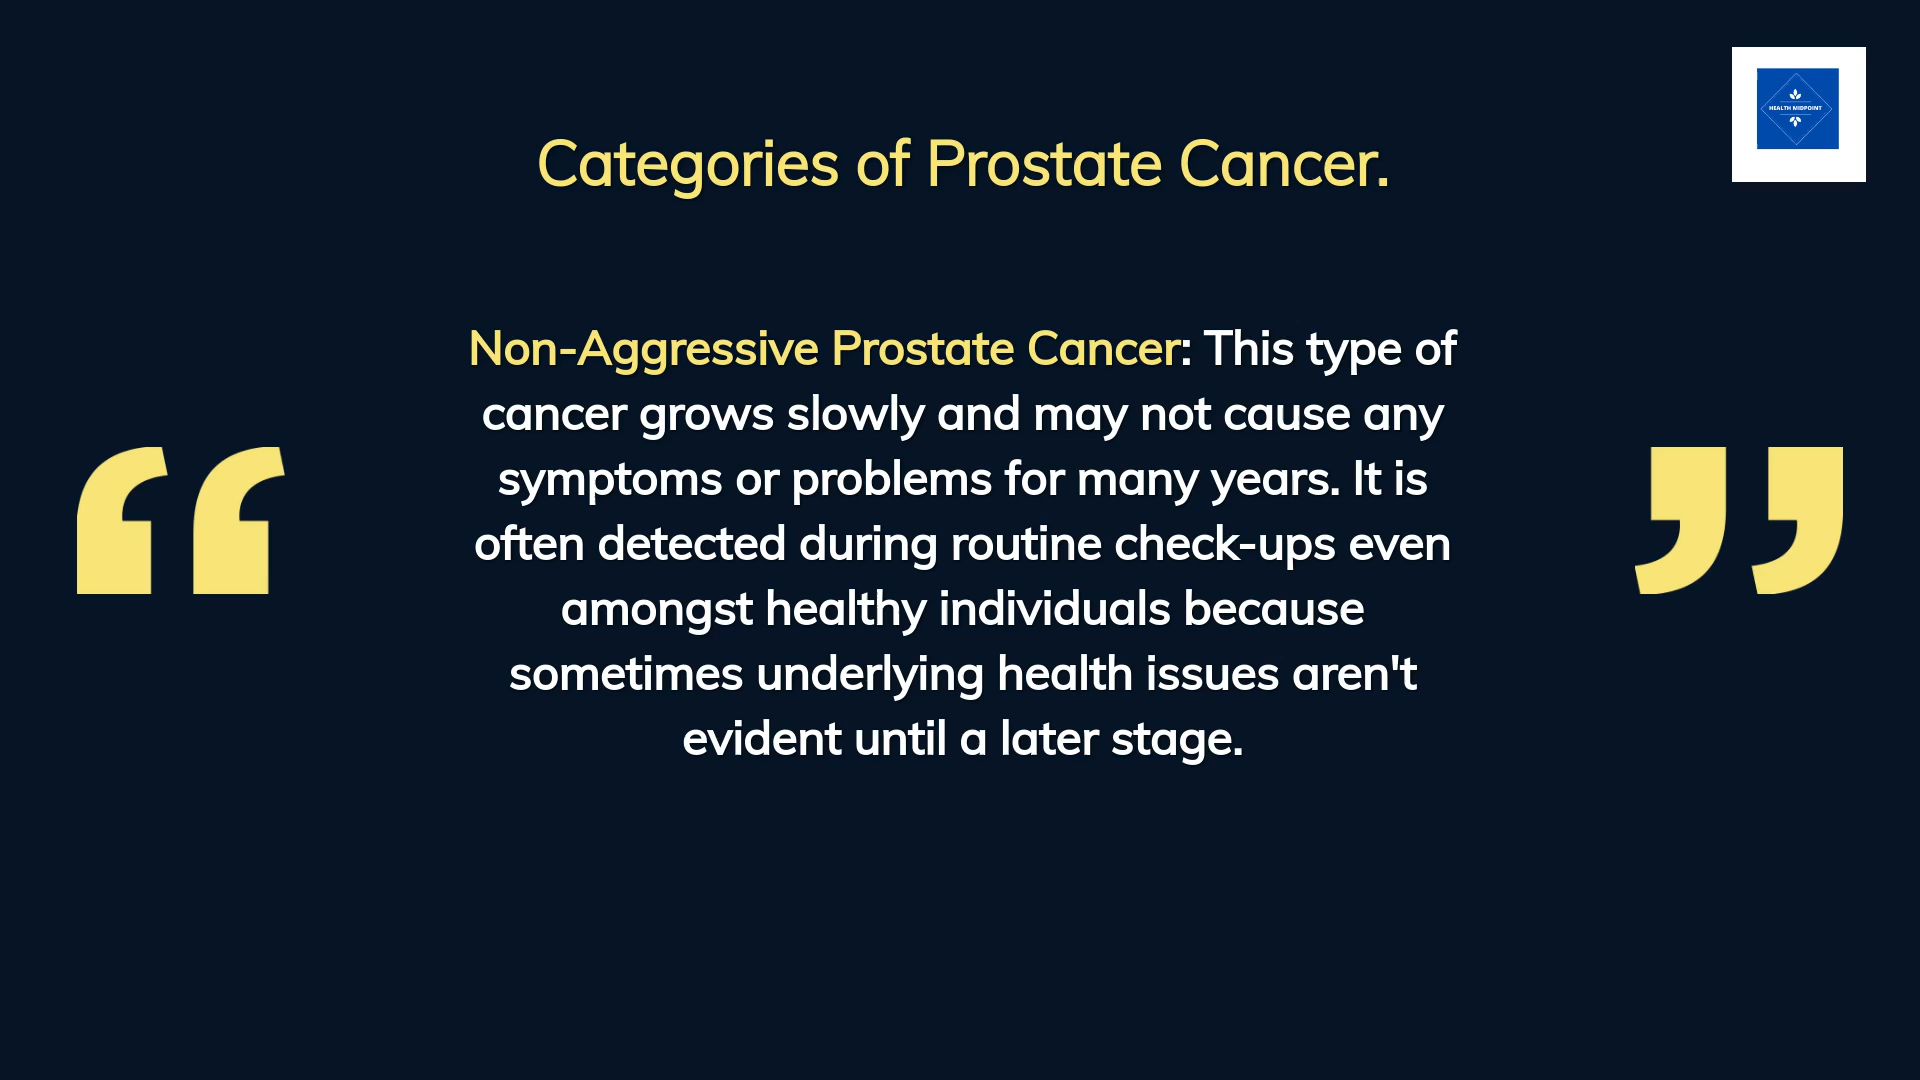 HEALTH MIDPOINT
Categories of Prostate Cancer.
Non-Aggressive Prostate Cancer: This type of
cancer grows slowly and may not cause any
symptoms or problems for many years. It is
often detected during routine check-ups even
amongst healthy individuals because
sometimes underlying health issues aren't
evident until a later stage.